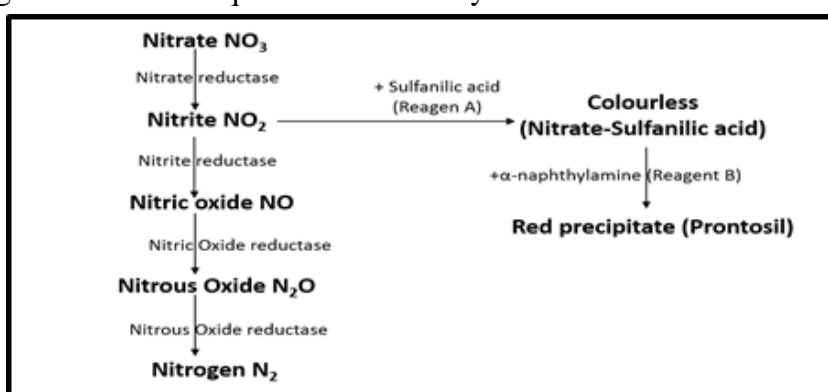 Nitrate NO3
Nitrate reductase
Nitrite NO2
+ Sulfanilic acid
(Reagen A)
Colourless
(Nitrate-Sulfanilic acid)
Nitrite reductase
+α-naphthylamine (Reagent B)
Nitric oxide NO
Red precipitate (Prontosil)
Nitric Oxide reductase
Nitrous Oxide N2O
Nitrous Oxide reductase
Nitrogen N2